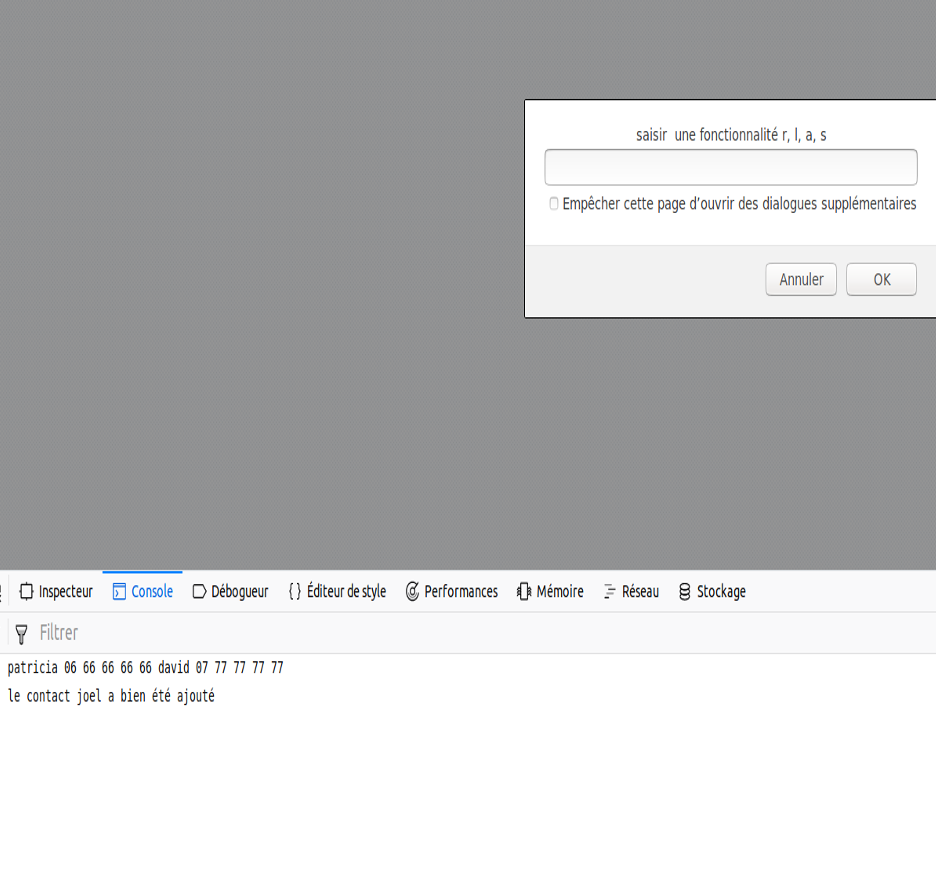 saisir  une fonctionnalité r, l, a, s
Empêcher cette page d’ouvrir des dialogues supplémentaires
Annuler OK
Inspecteur Console Débogueur {} Éditeur de style Performances Mémoire Réseau Stockage
Filtrer
patricia 06 66 66 66 66 david 07 77 77 77 77
le contact joel a bien été ajouté